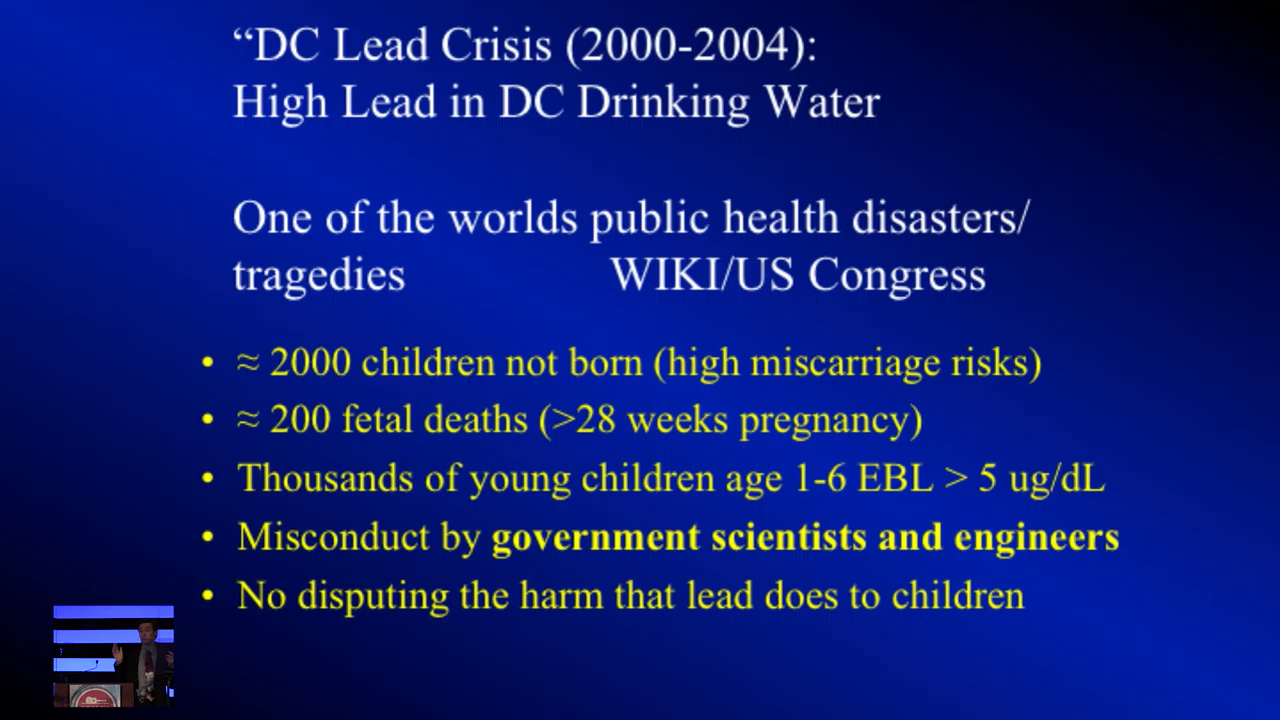 “DC Lead Crisis (2000-2004):
High Lead in DC Drinking Water
One of the worlds public health disasters/
tragedies WIKI/US Congress
• ≈ 2000 children not born (high miscarriage risks)
• ≈ 200 fetal deaths (>28 weeks pregnancy)
• Thousands of young children age 1-6 EBL > 5 ug/dL
• Misconduct by government scientists and engineers
• No disputing the harm that lead does to children